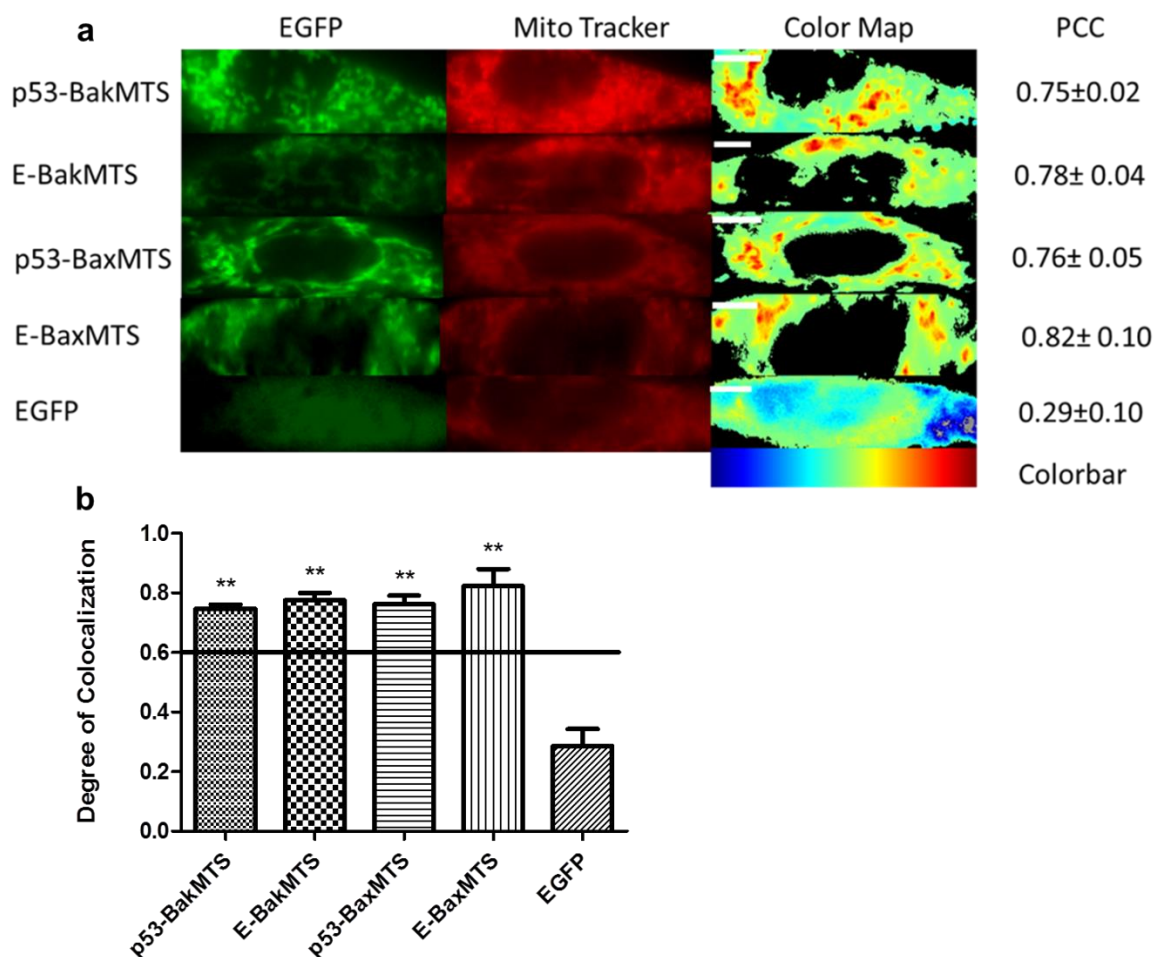 a
EGFP Mito Tracker Color Map PCC
p53-BakMTS 0.75±0.02
E-BakMTS 0.78± 0.04
p53-BaxMTS 0.76± 0.05
E-BaxMTS 0.82± 0.10
EGFP 0.29±0.10
Colorbar
b
Degree of Colocalization
1.0
0.8
0.6
0.4
0.2
0.0
** ** ** **
p53-BakMTS E-BakMTS p53-BaxMTS E-BaxMTS EGFP